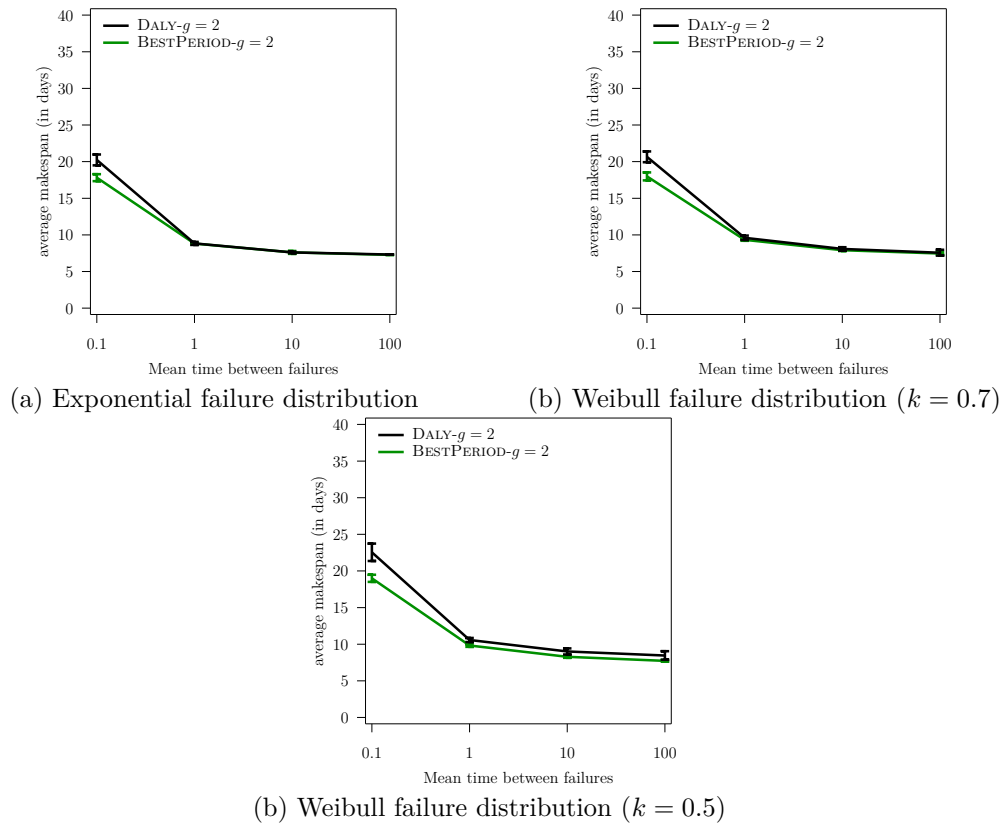 40
35
30
25
20
15
10
5
0
average makespan (in days)
DALY-g = 2
BESTPERIOD-g = 2
0.1 1 10 100
Mean time between failures
(a) Exponential failure distribution
40
35
30
25
20
15
10
5
0
average makespan (in days)
DALY-g = 2
BESTPERIOD-g = 2
0.1 1 10 100
Mean time between failures
(b) Weibull failure distribution (k = 0.7)
40
35
30
25
20
15
10
5
0
average makespan (in days)
DALY-g = 2
BESTPERIOD-g = 2
0.1 1 10 100
Mean time between failures
(b) Weibull failure distribution (k = 0.5)